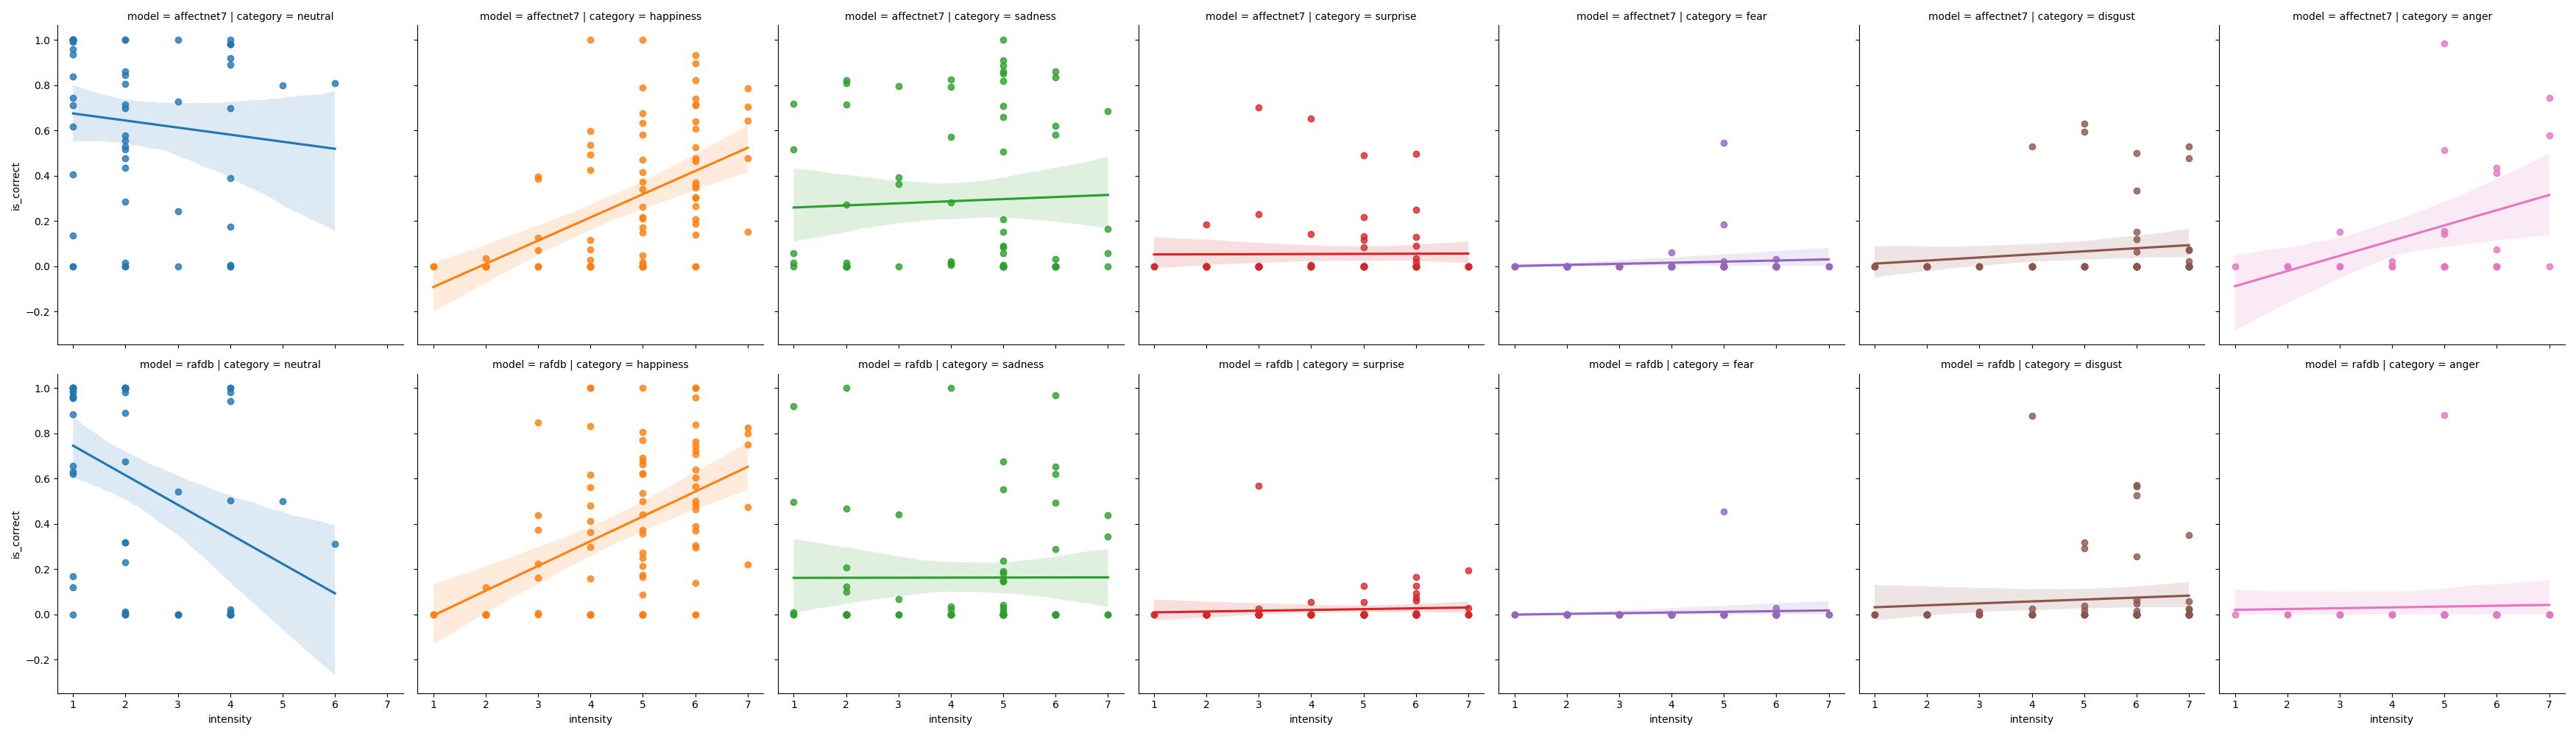 model = affectnet7 | category = neutral
model = affectnet7 | category = happiness
model = affectnet7 | category = sadness
model = affectnet7 | category = surprise
model = affectnet7 | category = fear
model = affectnet7 | category = disgust
model = affectnet7 | category = anger
1.0
0.8
0.6
0.4
0.2
0.0
−0.2
is_correct
model = rafdb | category = neutral
model = rafdb | category = happiness
model = rafdb | category = sadness
model = rafdb | category = surprise
model = rafdb | category = fear
model = rafdb | category = disgust
model = rafdb | category = anger
1.0
0.8
0.6
0.4
0.2
0.0
−0.2
is_correct
1 2 3 4 5 6 7
intensity
1 2 3 4 5 6 7
intensity
1 2 3 4 5 6 7
intensity
1 2 3 4 5 6 7
intensity
1 2 3 4 5 6 7
intensity
1 2 3 4 5 6 7
intensity
1 2 3 4 5 6 7
intensity